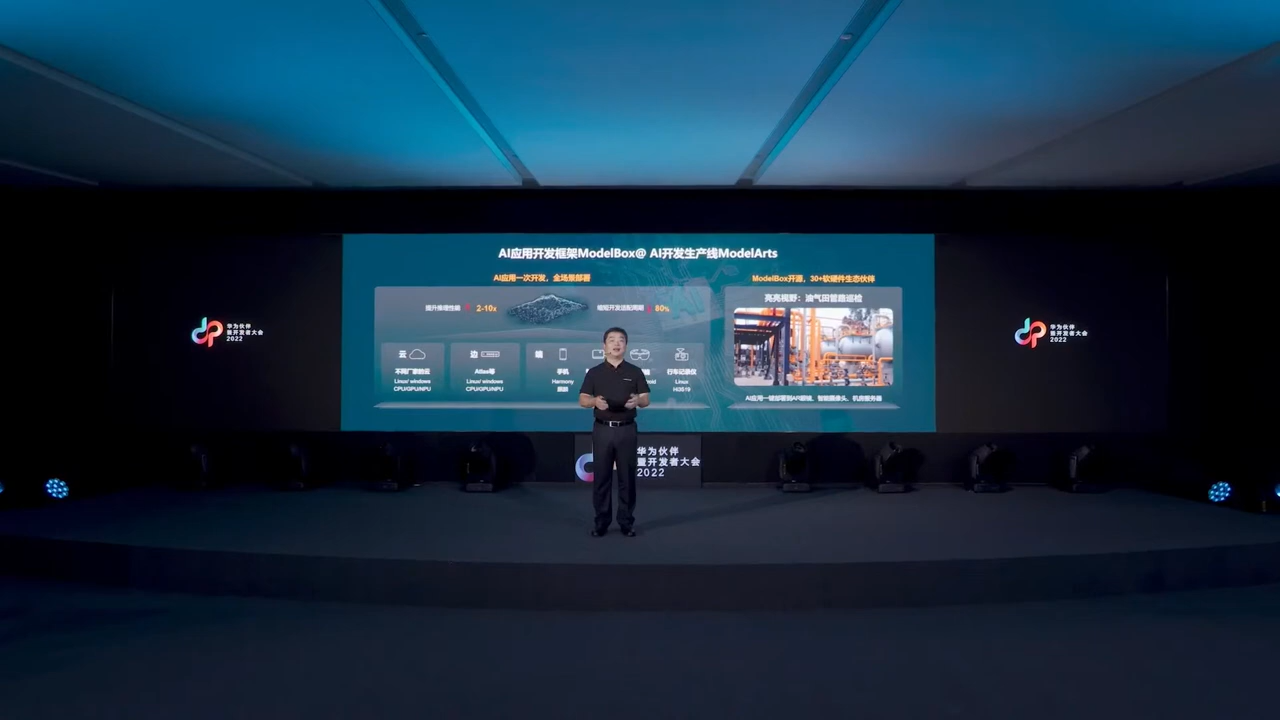 AI应用开发框架ModelBox@ AI开发生产线ModelArts
AI应用一次开发，全场景部署
提升推理性能 2-10x
缩短开发适配周期 80%
云
不同厂家的云
Linux/ windows
CPU/GPU/NPU
边
Atlas等
Linux/ windows
CPU/GPU/NPU
端
手机
Harmony
麒麟
行车记录仪
Linux
Hi3519
ModelBox开源，30+软硬件生态伙伴
亮亮视野：油气田管路巡检
AI应用一键部署到AR眼镜、智能摄像头、机房服务器
华为伙伴
暨开发者大会
2022
华为伙伴
暨开发者大会
2022
华为伙伴
暨开发者大会
2022